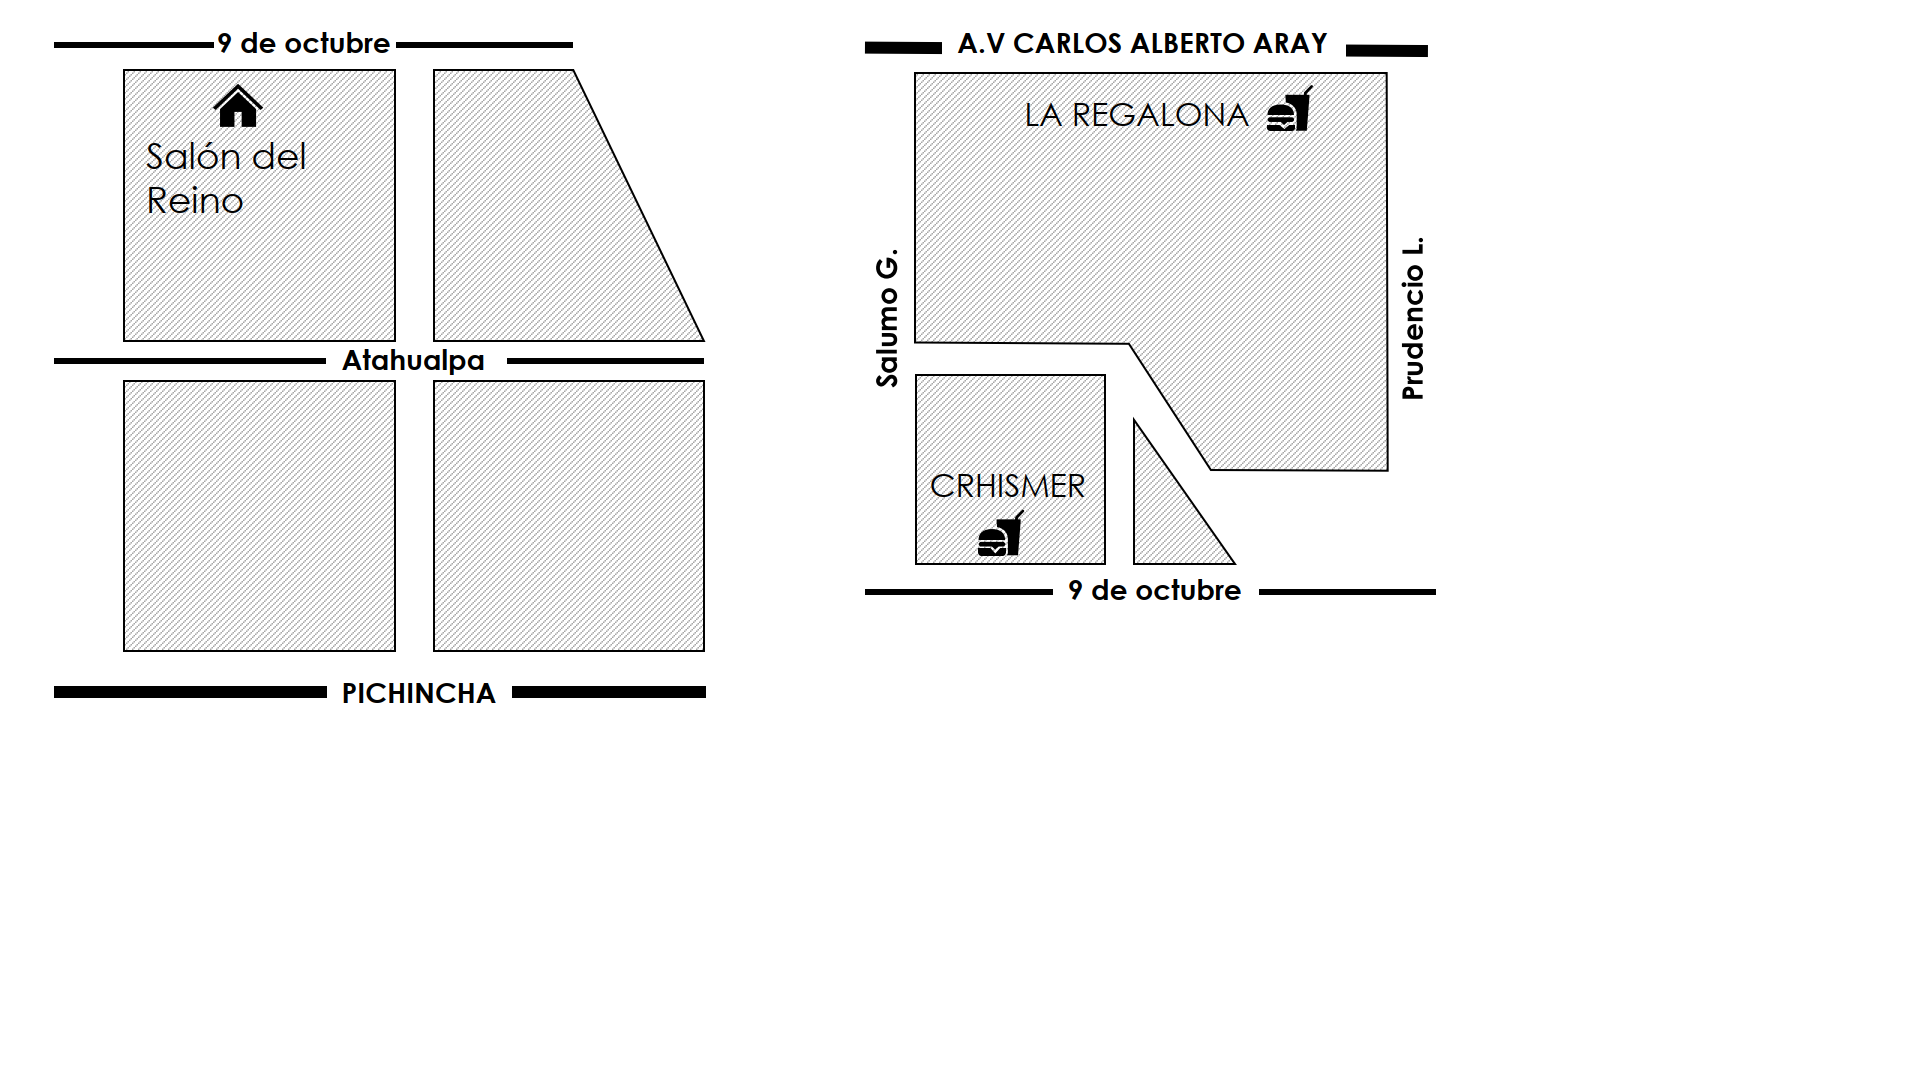 9 de octubre
Salón del
Reino
Atahualpa
PICHINCHA
A.V CARLOS ALBERTO ARAY
LA REGALONA
Salumo G.
Prudencio L.
CRHISMER
9 de octubre